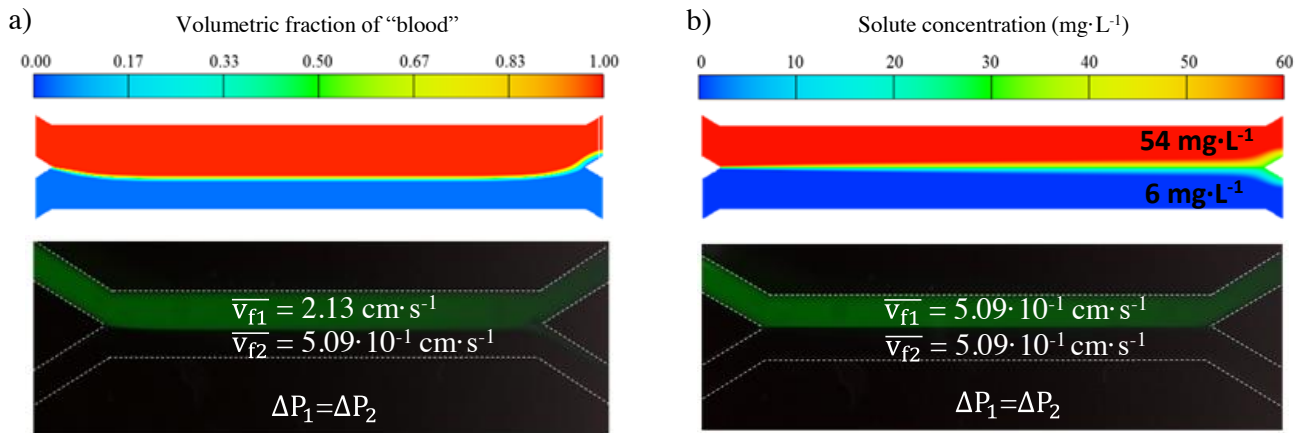 a)
Volumetric fraction of “blood”
0.00 0.17 0.33 0.50 0.67 0.83 1.00
v̅f1̅ = 2.13 cm·s⁻¹
v̅f2̅ = 5.09·10⁻¹ cm·s⁻¹
ΔP₁=ΔP₂
b)
Solute concentration (mg·L⁻¹)
0 10 20 30 40 50 60
54 mg·L⁻¹
6 mg·L⁻¹
v̅f1̅ = 5.09·10⁻¹ cm·s⁻¹
v̅f2̅ = 5.09·10⁻¹ cm·s⁻¹
ΔP₁=ΔP₂